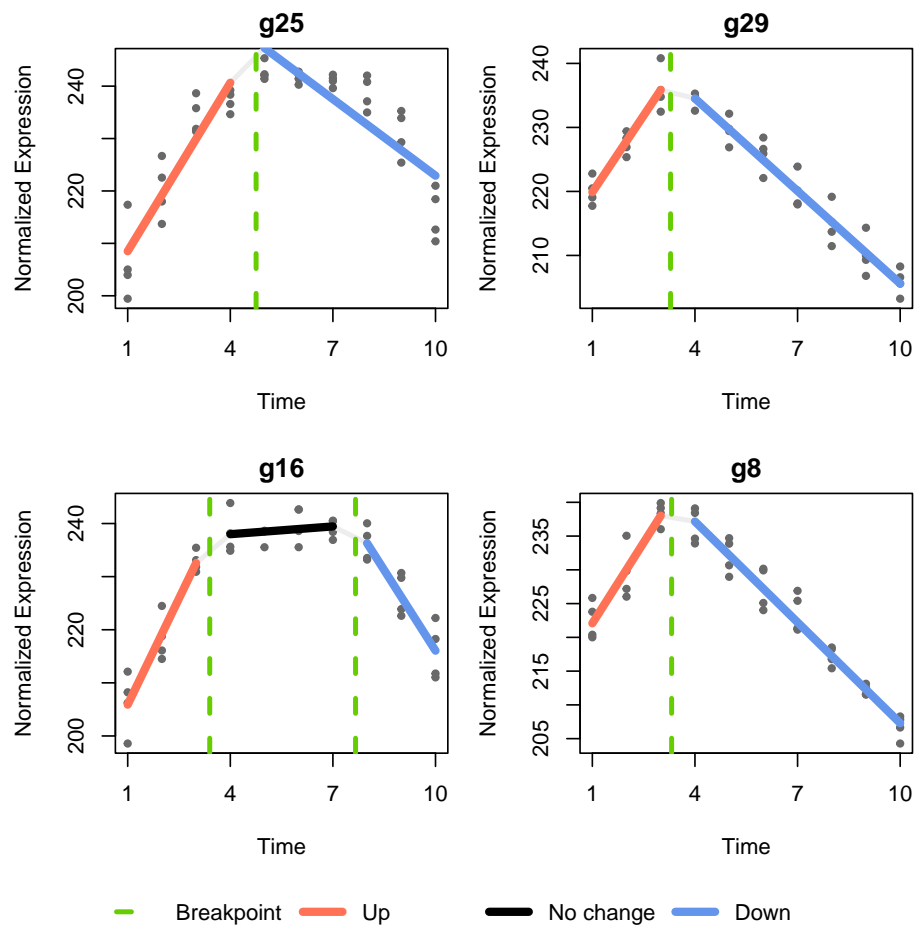 g25
Normalized Expression
200
220
240
1 4 7 10
Time
g29
Normalized Expression
210
220
230
240
1 4 7 10
Time
g16
Normalized Expression
200
220
240
1 4 7 10
Time
g8
Normalized Expression
205
215
225
235
1 4 7 10
Time
Breakpoint Up No change Down